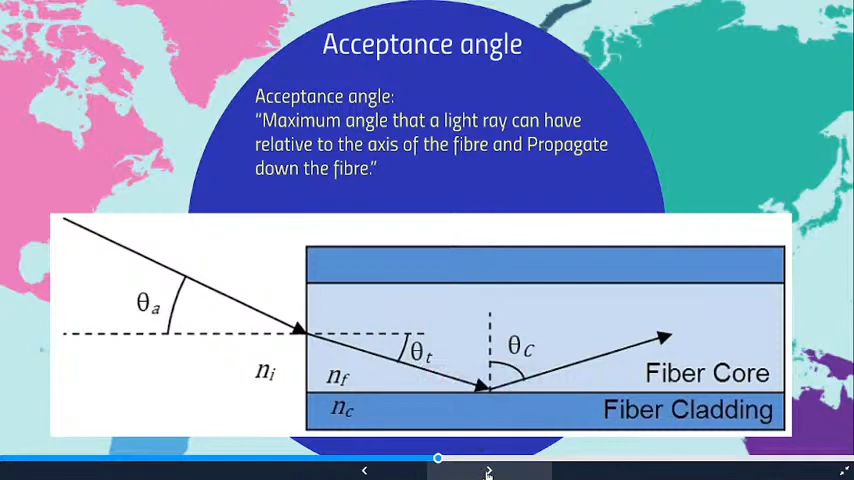 Acceptance angle
Acceptance angle:
"Maximum angle that a light ray can have
relative to the axis of the fibre and Propagate
down the fibre."
θa
θt
θC
ni
nf
nc
Fiber Core
Fiber Cladding